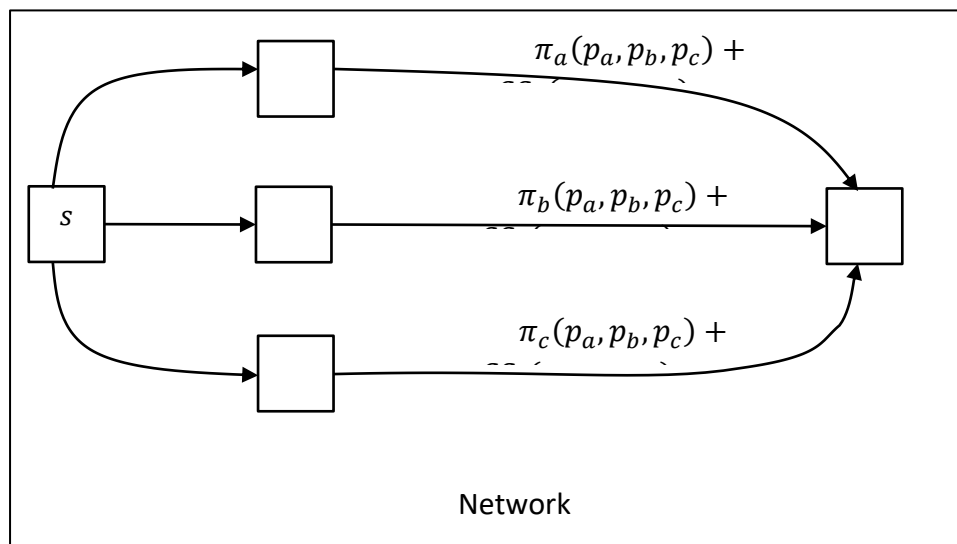 π_a(p_a, p_b, p_c) +
π_b(p_a, p_b, p_c) +
s
π_c(p_a, p_b, p_c) +
Network